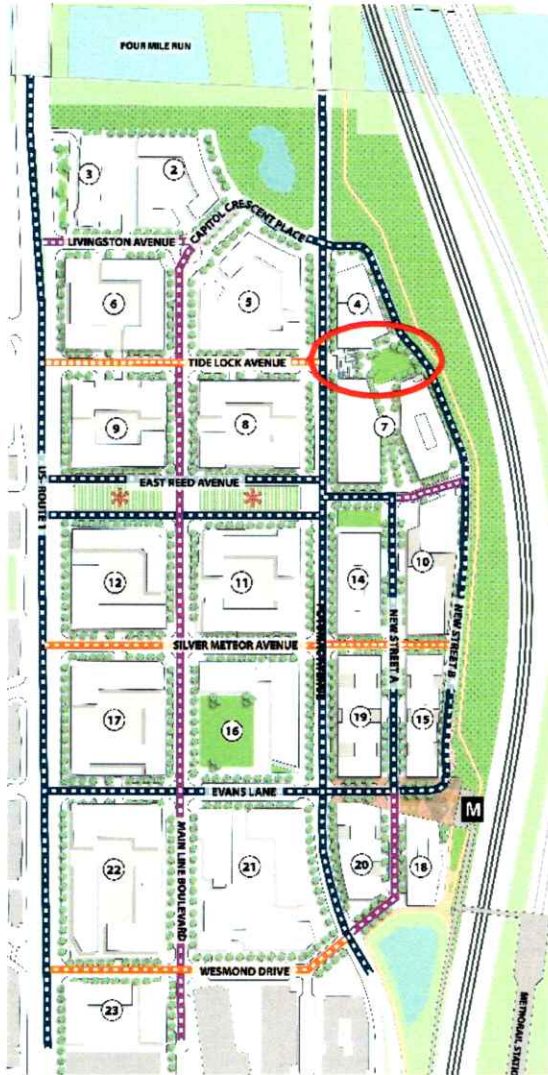 FOUR MILE RUN
3
2
CAPITOL CRESCENT PLACE
LIVINGSTON AVENUE
6
5
4
TIDE LOCK AVENUE
9
8
7
EAST REED AVENUE
US- ROUTE 1
12
11
14
10
NEW STREET A
NEW STREET B
SILVER METEOR AVENUE
17
16
19
15
EVANS LANE
M
MAIN LINE BOULEVARD
22
21
20
18
WESMOND DRIVE
23
METRORAIL STATION